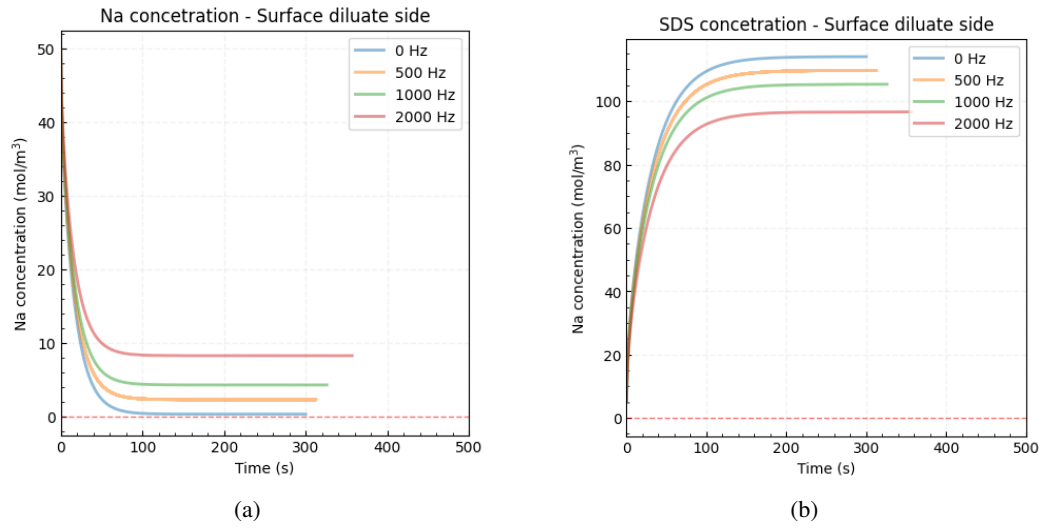 Na concetration - Surface diluate side
Na concentration (mol/m³)
50
40
30
20
10
0
0 100 200 300 400 500
Time (s)
0 Hz
500 Hz
1000 Hz
2000 Hz
(a)
SDS concetration - Surface diluate side
Na concentration (mol/m³)
100
80
60
40
20
0
0 100 200 300 400 500
Time (s)
0 Hz
500 Hz
1000 Hz
2000 Hz
(b)